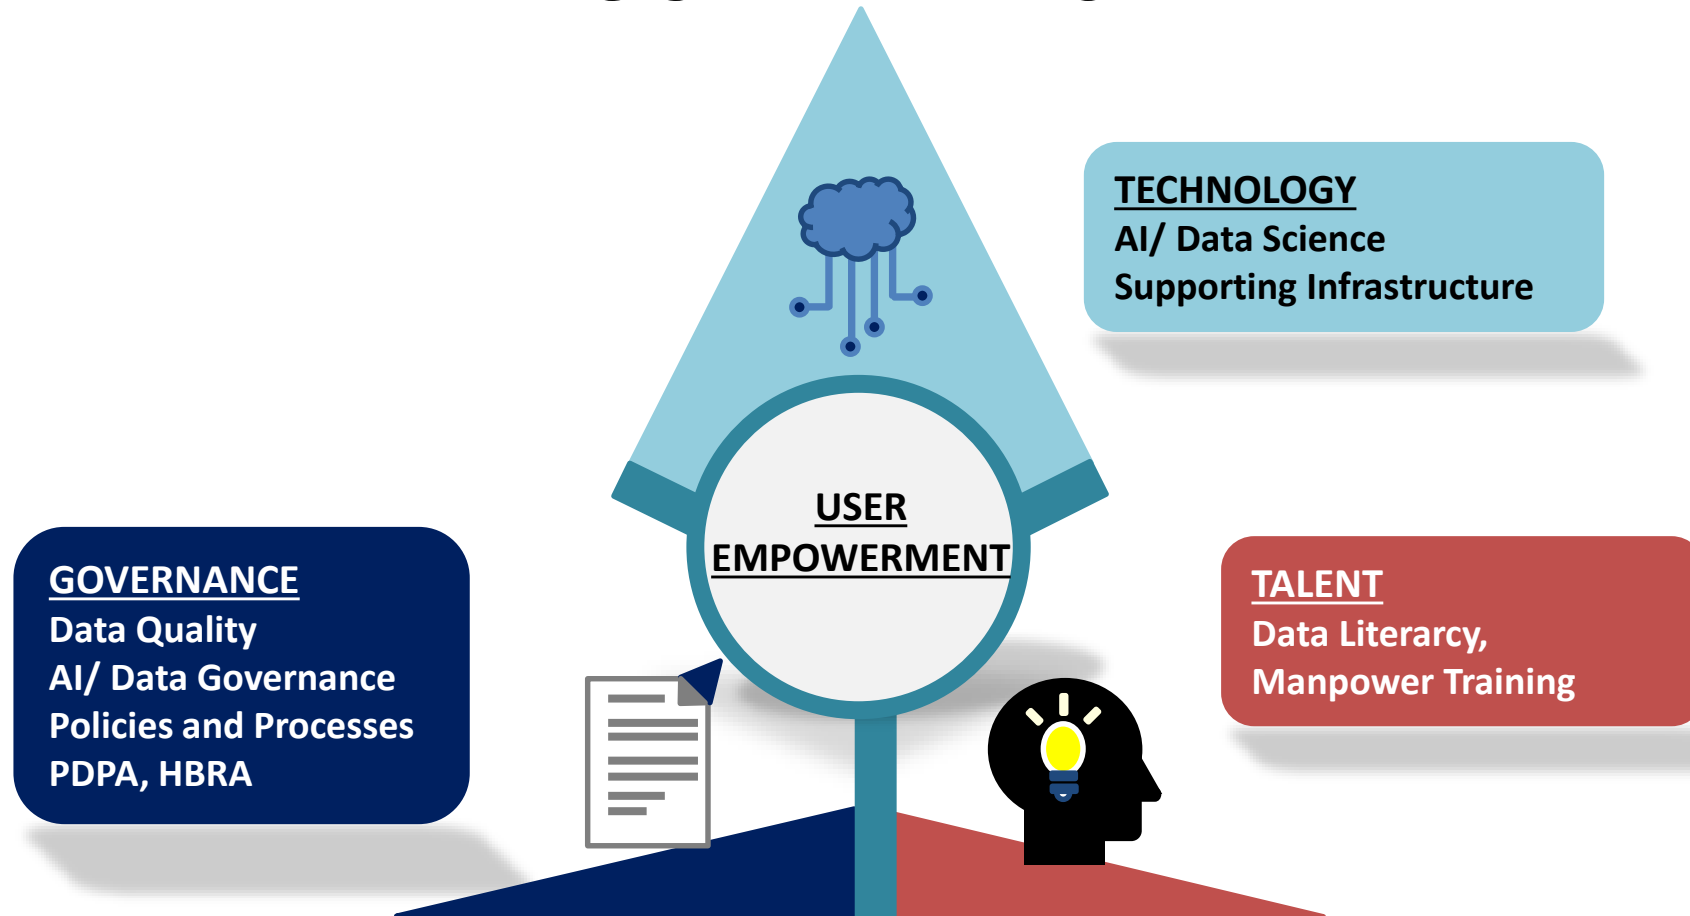 TECHNOLOGY
AI/ Data Science
Supporting Infrastructure
USER
EMPOWERMENT
GOVERNANCE
Data Quality
AI/ Data Governance
Policies and Processes
PDPA, HBRA
TALENT
Data Literarcy,
Manpower Training